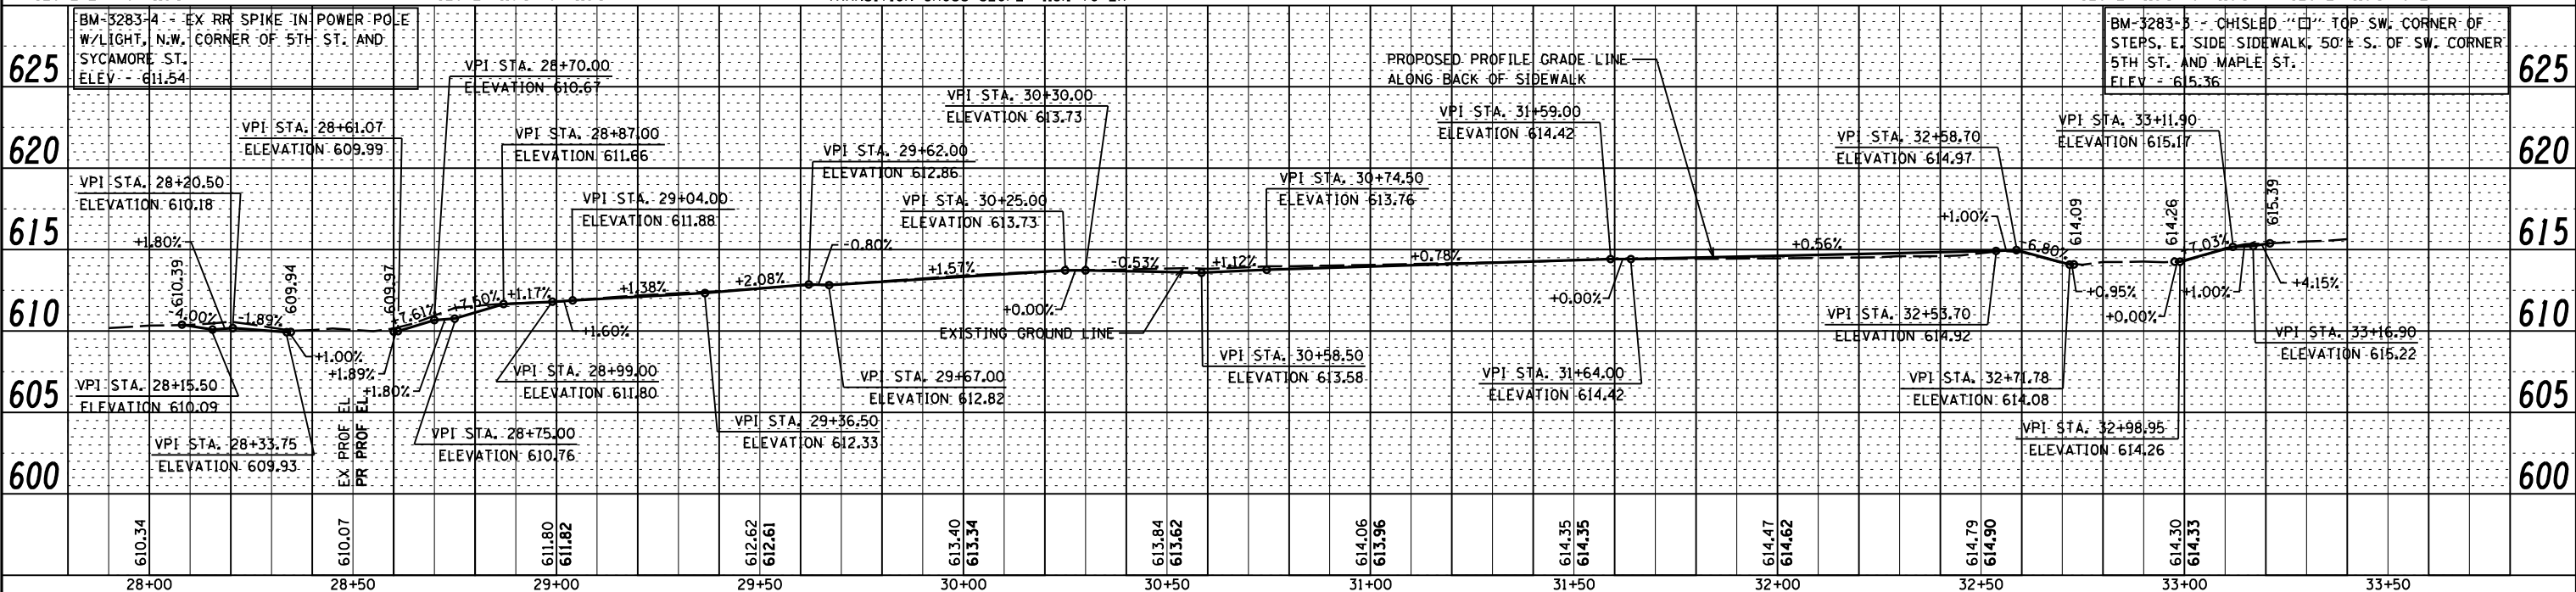 BM-3283-4 - EX RR SPIKE IN POWER POLE
W/LIGHT, N.W. CORNER OF 5TH ST. AND
SYCAMORE ST.
ELEV - 611.54
BM-3283-3 - CHISLED "□" TOP SW. CORNER OF
STEPS, E. SIDE SIDEWALK, 50'± S. OF SW. CORNER
5TH ST. AND MAPLE ST.
ELEV - 615.36
625
620
615
610
605
600
625
620
615
610
605
600
PROPOSED PROFILE GRADE LINE
ALONG BACK OF SIDEWALK
EXISTING GROUND LINE
VPI STA. 28+15.50
ELEVATION 610.09
VPI STA. 28+20.50
ELEVATION 610.18
VPI STA. 28+33.75
ELEVATION 609.93
VPI STA. 28+61.07
ELEVATION 609.99
VPI STA. 28+70.00
ELEVATION 610.67
VPI STA. 28+75.00
ELEVATION 610.76
VPI STA. 28+87.00
ELEVATION 611.66
VPI STA. 28+99.00
ELEVATION 611.80
VPI STA. 29+04.00
ELEVATION 611.88
VPI STA. 29+36.50
ELEVATION 612.33
VPI STA. 29+62.00
ELEVATION 612.86
VPI STA. 29+67.00
ELEVATION 612.82
VPI STA. 30+25.00
ELEVATION 613.73
VPI STA. 30+30.00
ELEVATION 613.73
VPI STA. 30+58.50
ELEVATION 613.58
VPI STA. 30+74.50
ELEVATION 613.76
VPI STA. 31+59.00
ELEVATION 614.42
VPI STA. 31+64.00
ELEVATION 614.42
VPI STA. 32+53.70
ELEVATION 614.92
VPI STA. 32+58.70
ELEVATION 614.97
VPI STA. 32+71.78
ELEVATION 614.08
VPI STA. 32+98.95
ELEVATION 614.26
VPI STA. 33+11.90
ELEVATION 615.17
VPI STA. 33+16.90
ELEVATION 615.22
610.39
609.94
609.97
614.09
614.26
615.39
-4.00%
+1.80%
-1.89%
+1.00%
+1.89%
+7.61%
+1.80%
+7.50%
+1.17%
+1.60%
+1.38%
+2.08%
-0.80%
+1.57%
+0.00%
-0.53%
+1.12%
+0.78%
+0.00%
+0.56%
+1.00%
-6.80%
+0.95%
+0.00%
+7.03%
+1.00%
+4.15%
EX PROF EL
PR PROF EL
610.34
610.07
611.80
611.82
612.62
612.61
613.40
613.34
613.84
613.62
614.06
613.96
614.35
614.35
614.47
614.62
614.79
614.90
614.30
614.33
28+00
28+50
29+00
29+50
30+00
30+50
31+00
31+50
32+00
32+50
33+00
33+50